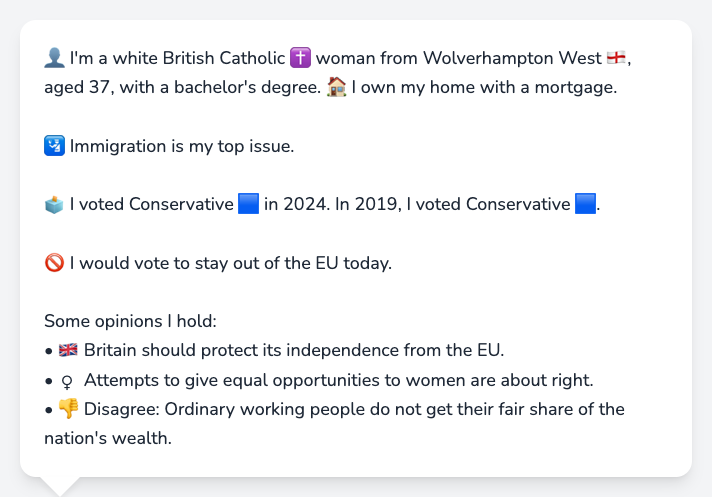 👤 I'm a white British Catholic ✝️ woman from Wolverhampton West 🏴󠁧󠁢󠁥󠁮󠁧󠁿,
aged 37, with a bachelor's degree. 🏠 I own my home with a mortgage.
🛂 Immigration is my top issue.
🗳️ I voted Conservative 🟦 in 2024. In 2019, I voted Conservative 🟦.
🚫 I would vote to stay out of the EU today.
Some opinions I hold:
• 🇬🇧 Britain should protect its independence from the EU.
• ♀ Attempts to give equal opportunities to women are about right.
• 👎 Disagree: Ordinary working people do not get their fair share of the
nation's wealth.